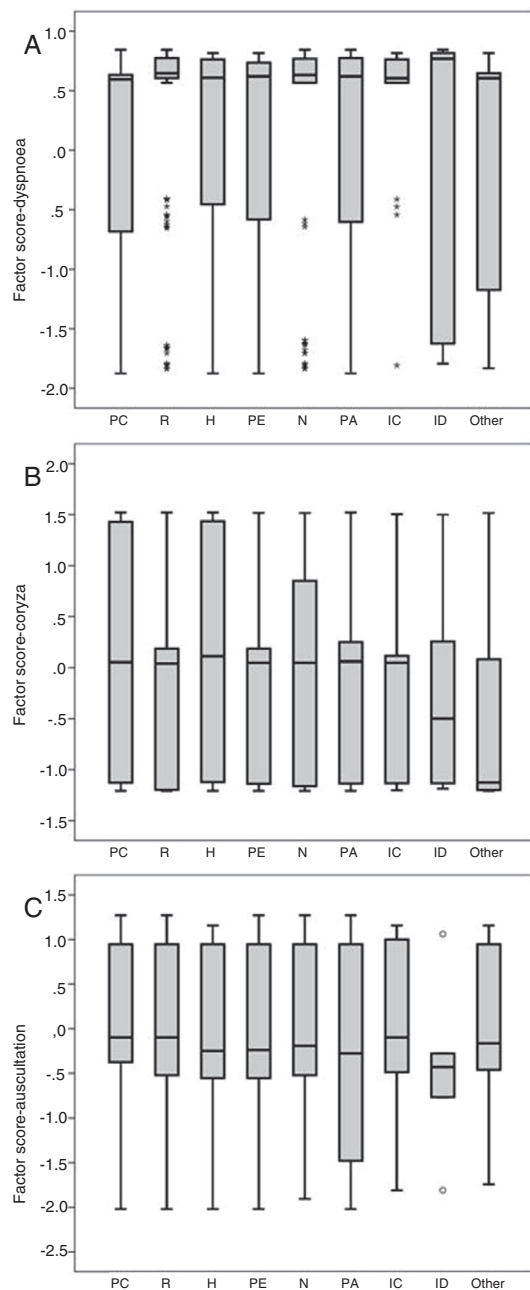 A
Factor score-dyspnoea
1.0
.5
.0
.5
-1.0
-1.5
-2.0
PC R H PE N PA IC ID Other
B
Factor score-coryza
2.0
1.5
1.0
.5
.0
-.5
-1.0
-1.5
PC R H PE N PA IC ID Other
C
Factor score-auscultation
1.5
1.0
.5
,0
-.5
-1.0
-1.5
-2.0
-2.5
PC R H PE N PA IC ID Other